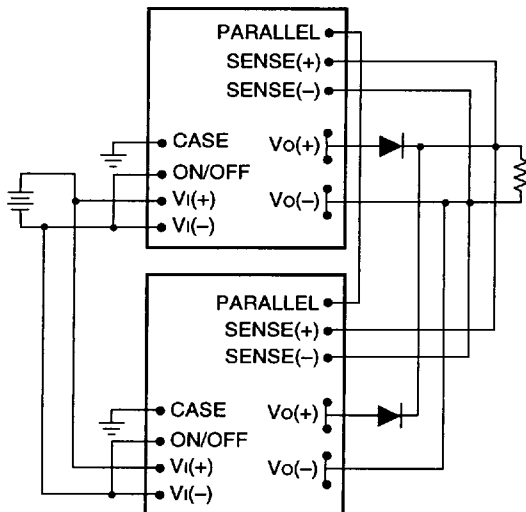 PARALLEL
SENSE(+)
SENSE(–)
CASE
VO(+)
ON/OFF
VI(+)
VO(–)
VI(–)
PARALLEL
SENSE(+)
SENSE(–)
CASE
VO(+)
ON/OFF
VI(+)
VO(–)
VI(–)